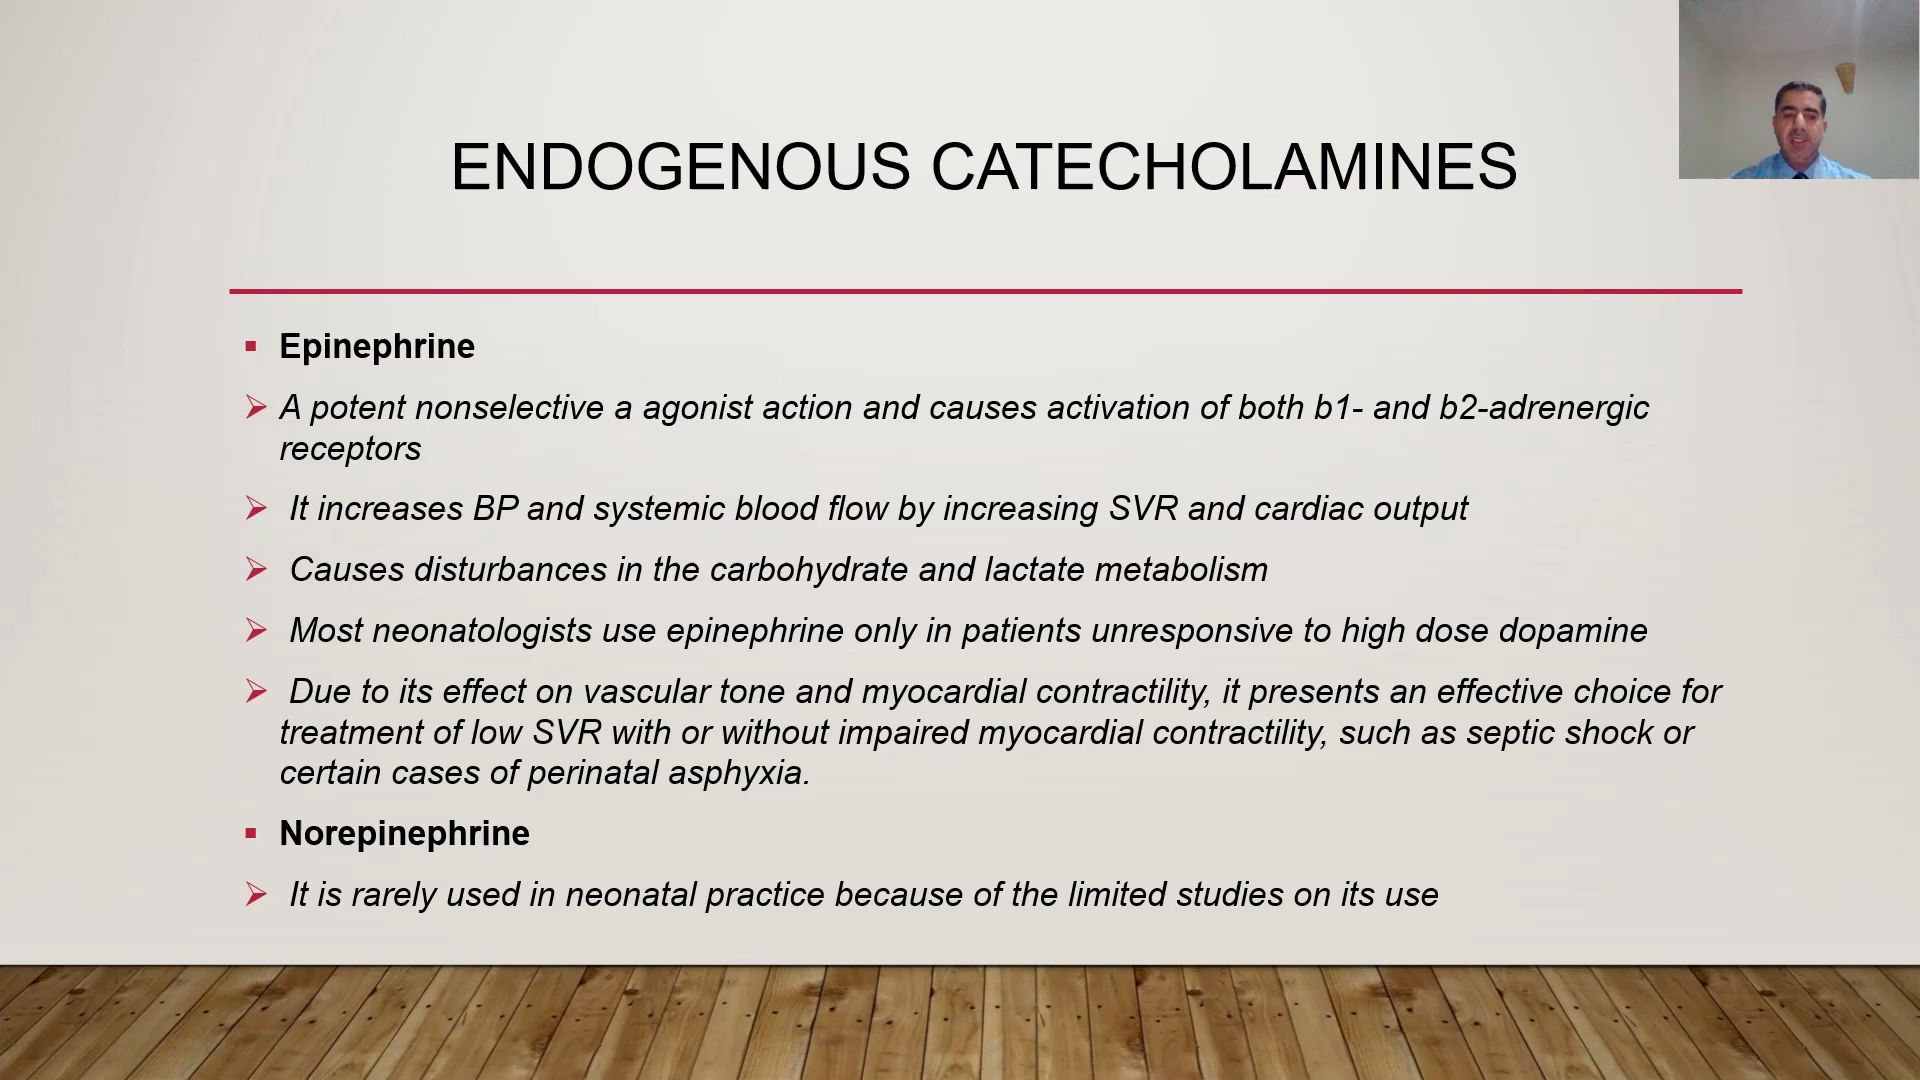 ENDOGENOUS CATECHOLAMINES
Epinephrine
A potent nonselective a agonist action and causes activation of both b1- and b2-adrenergic
receptors
It increases BP and systemic blood flow by increasing SVR and cardiac output
Causes disturbances in the carbohydrate and lactate metabolism
Most neonatologists use epinephrine only in patients unresponsive to high dose dopamine
Due to its effect on vascular tone and myocardial contractility, it presents an effective choice for
treatment of low SVR with or without impaired myocardial contractility, such as septic shock or
certain cases of perinatal asphyxia.
Norepinephrine
It is rarely used in neonatal practice because of the limited studies on its use